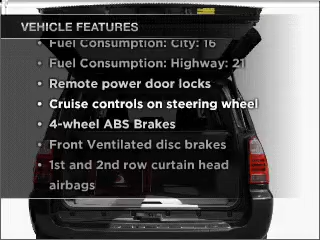 VEHICLE FEATURES
• Fuel Consumption: City: 16
• Fuel Consumption: Highway: 21
• Remote power door locks
• Cruise controls on steering wheel
• 4-wheel ABS Brakes
• Front Ventilated disc brakes
• 1st and 2nd row curtain head
airbags